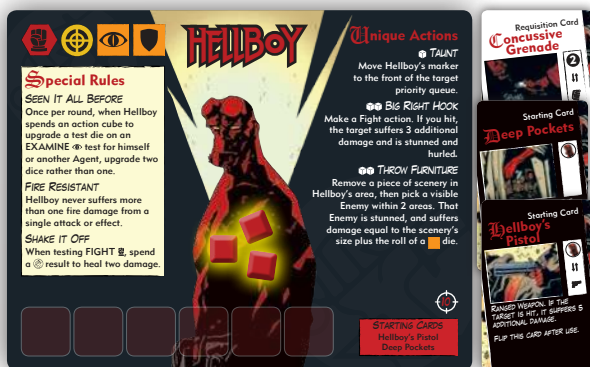 HELLBOY
Special Rules
SEEN IT ALL BEFORE
Once per round, when Hellboy
spends an action cube to
upgrade a test die on an
EXAMINE test for himself
or another Agent, upgrade two
dice rather than one.
FIRE RESISTANT
Hellboy never suffers more
than one fire damage from a
single attack or effect.
SHAKE IT OFF
When testing FIGHT, spend
a result to heal two damage.
Unique Actions
TAUNT
Move Hellboy's marker
to the front of the target
priority queue.
BIG RIGHT HOOK
Make a Fight action. If you hit,
the target suffers 3 additional
damage and is stunned and
hurled.
THROW FURNITURE
Remove a piece of scenery in
Hellboy's area, then pick a visible
Enemy within 2 areas. That
Enemy is stunned, and suffers
damage equal to the scenery's
size plus the roll of a die.
STARTING CARDS
Hellboy's Pistol
Deep Pockets
Requisition Card
Concussive
Grenade
2
Starting Card
Deep Pockets
Starting Card
Hellboy's
Pistol
RANGED WEAPON. IF THE
TARGET IS HIT, IT SUFFERS 5
ADDITIONAL DAMAGE.
FLIP THIS CARD AFTER USE.